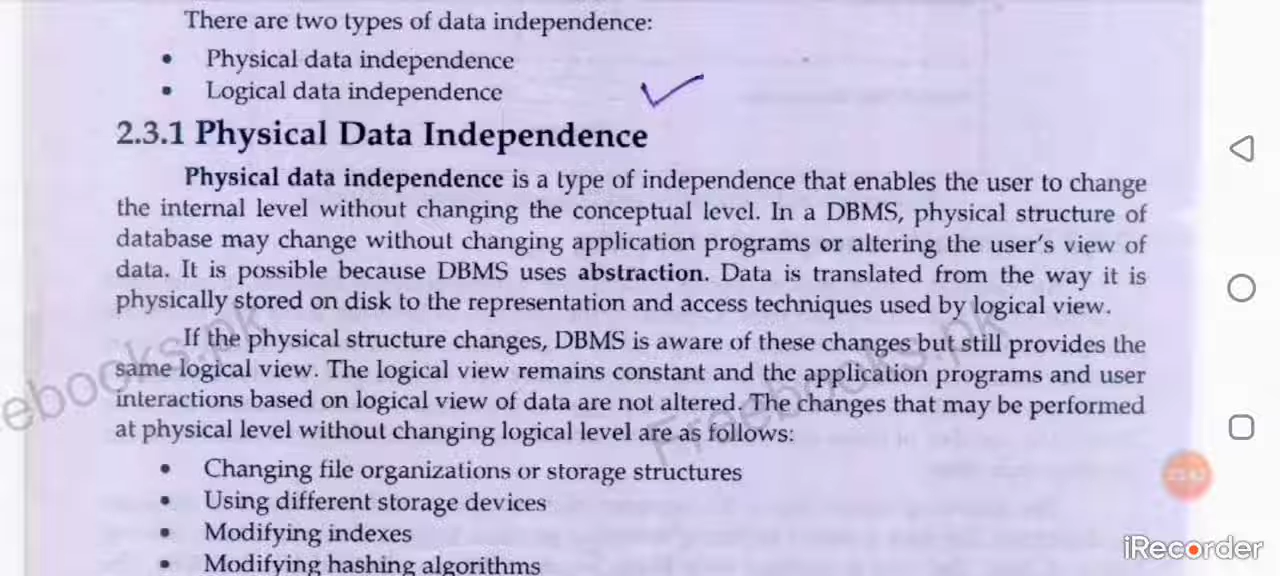 There are two types of data independence:
• Physical data independence
• Logical data independence
2.3.1 Physical Data Independence
Physical data independence is a type of independence that enables the user to change
the internal level without changing the conceptual level. In a DBMS, physical structure of
database may change without changing application programs or altering the user's view of
data. It is possible because DBMS uses abstraction. Data is translated from the way it is
physically stored on disk to the representation and access techniques used by logical view.
If the physical structure changes, DBMS is aware of these changes but still provides the
same logical view. The logical view remains constant and the application programs and user
interactions based on logical view of data are not altered. The changes that may be performed
at physical level without changing logical level are as follows:
• Changing file organizations or storage structures
• Using different storage devices
• Modifying indexes
• Modifying hashing algorithms
eebooks.pk
Freebooks.pk
iRecorder